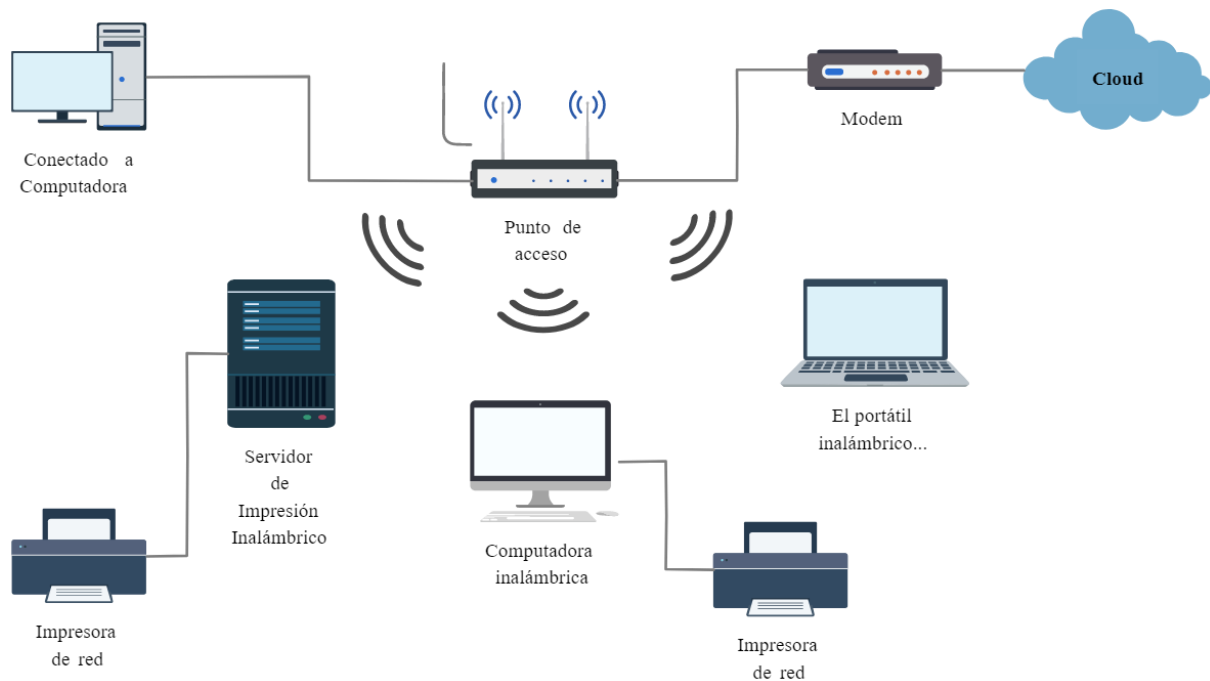 Cloud
Modem
Conectado a
Computadora
Punto de
acceso
El portátil
inalámbrico...
Servidor
de
Impresión
Inalámbrico
Computadora
inalámbrica
Impresora
de red
Impresora
de red